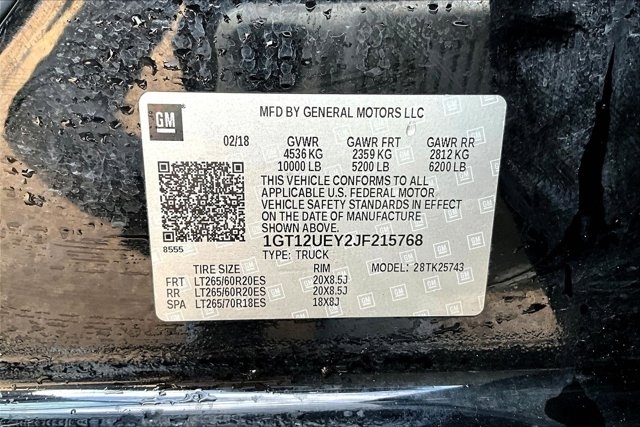 GM
MFD BY GENERAL MOTORS LLC
02/18 GVWR GAWR FRT GAWR RR
4536 KG 2359 KG 2812 KG
10000 LB 5200 LB 6200 LB
THIS VEHICLE CONFORMS TO ALL
APPLICABLE U.S. FEDERAL MOTOR
VEHICLE SAFETY STANDARDS IN EFFECT
ON THE DATE OF MANUFACTURE
SHOWN ABOVE.
8555
1GT12UEY2JF215768
TYPE: TRUCK
TIRE SIZE RIM MODEL: 28TK25743
FRT LT265/60R20ES 20X8.5J
RR LT265/60R20ES 20X8.5J
SPA LT265/70R18ES 18X8J